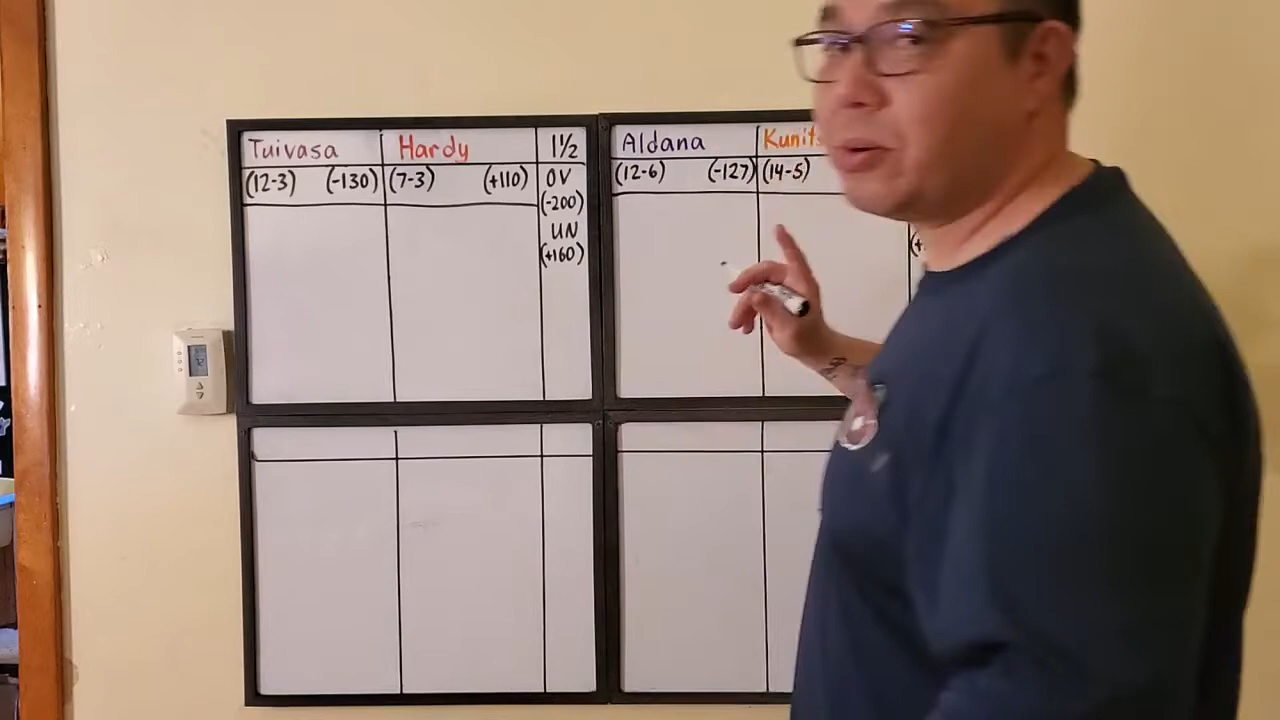 Tuivasa Hardy 1½
(12-3) (-130) (7-3) (+110) OV
(-200)
UN
(+160)
Aldana
(12-6) (-127) (14-5)